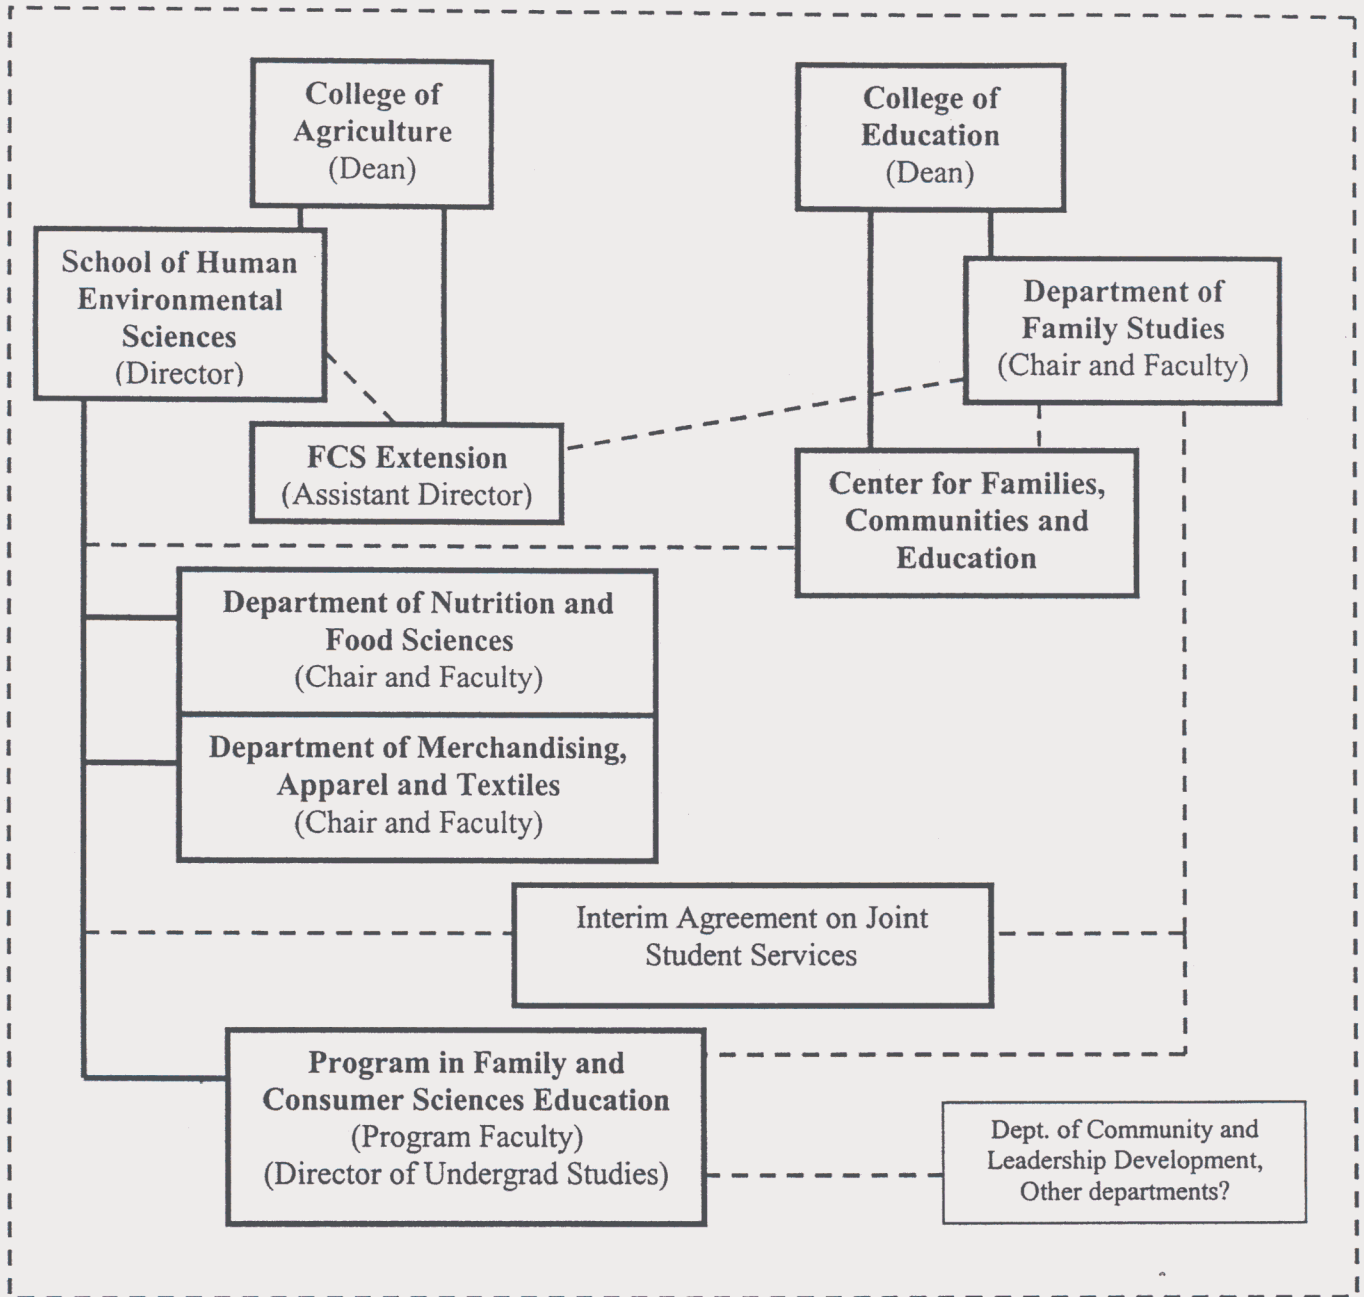 College of
Agriculture
(Dean)
College of
Education
(Dean)
School of Human
Environmental
Sciences
(Director)
Department of
Family Studies
(Chair and Faculty)
FCS Extension
(Assistant Director)
Center for Families,
Communities and
Education
Department of Nutrition and
Food Sciences
(Chair and Faculty)
Department of Merchandising,
Apparel and Textiles
(Chair and Faculty)
Interim Agreement on Joint
Student Services
Program in Family and
Consumer Sciences Education
(Program Faculty)
(Director of Undergrad Studies)
Dept. of Community and
Leadership Development,
Other departments?